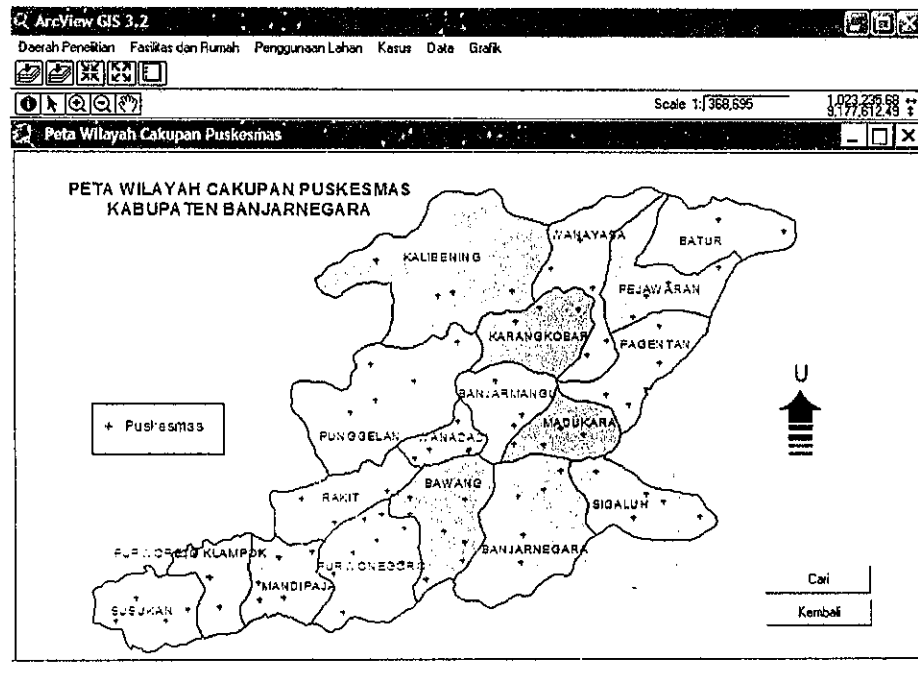 ArcView GIS 3.2
Daerah Penelitian Fasilitas dan Rumah Penggunaan Lahan Kasus Data Grafik
Scale 1: 368,695 1,023,235.68
9,177,612.49
Peta Wilayah Cakupan Puskesmas
PETA WILAYAH CAKUPAN PUSKESMAS
KABUPATEN BANJARNEGARA
WANAYASA
BATUR
KALIBENING
PEJAWARAN
KARANGKOBAR
PAGENTAN
U
BANJARMANGU
MADUKARA
+ Puskesmas
PUNGGELAN
BAWANG
RAKIT
SIGALUH
BANJARNEGARA
KLAMPOK
MANDIPAJA
SUSUKAN
Cari
Kembali